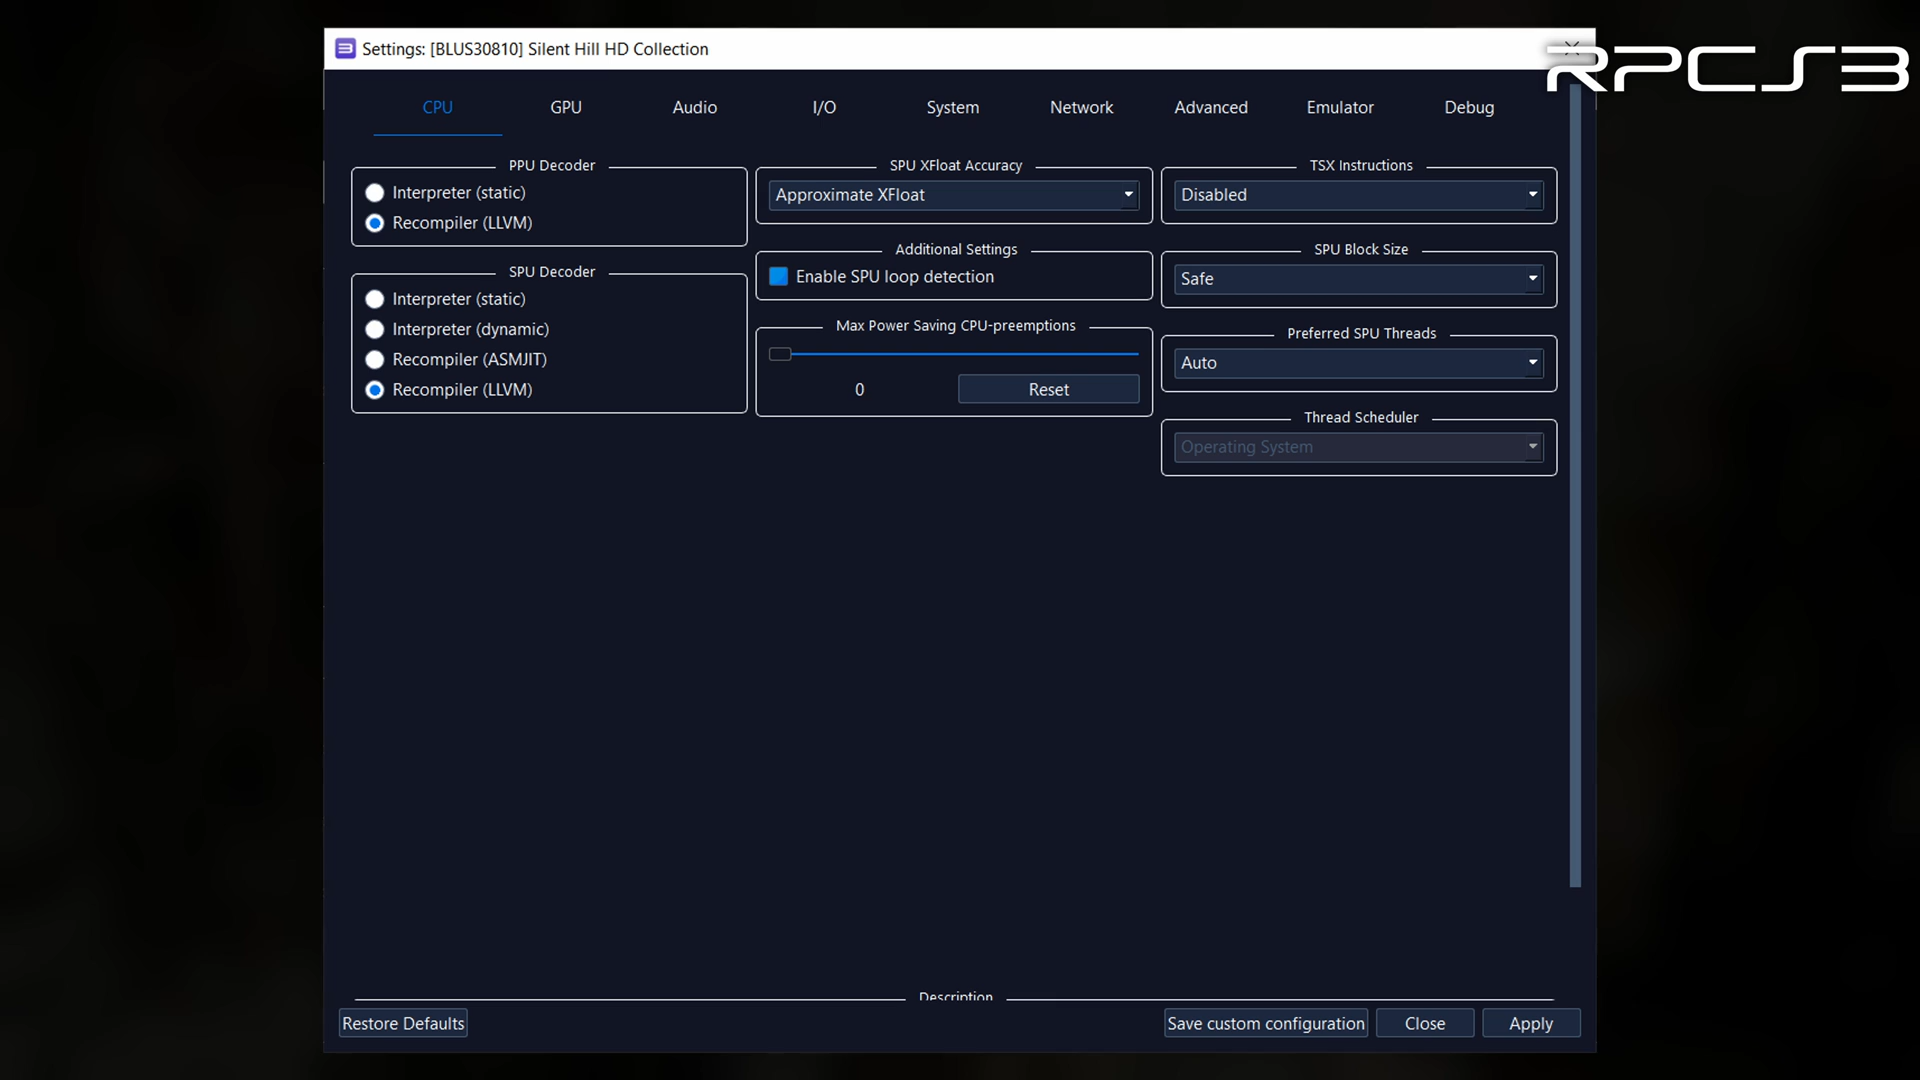 Settings: [BLUS30810] Silent Hill HD Collection
RPCS3
CPU GPU Audio I/O System Network Advanced Emulator Debug
PPU Decoder
Interpreter (static)
Recompiler (LLVM)
SPU Decoder
Interpreter (static)
Interpreter (dynamic)
Recompiler (ASMJIT)
Recompiler (LLVM)
SPU XFloat Accuracy
Approximate XFloat
Additional Settings
Enable SPU loop detection
Max Power Saving CPU-preemptions
0 Reset
TSX Instructions
Disabled
SPU Block Size
Safe
Preferred SPU Threads
Auto
Thread Scheduler
Operating System
Description
Restore Defaults Save custom configuration Close Apply